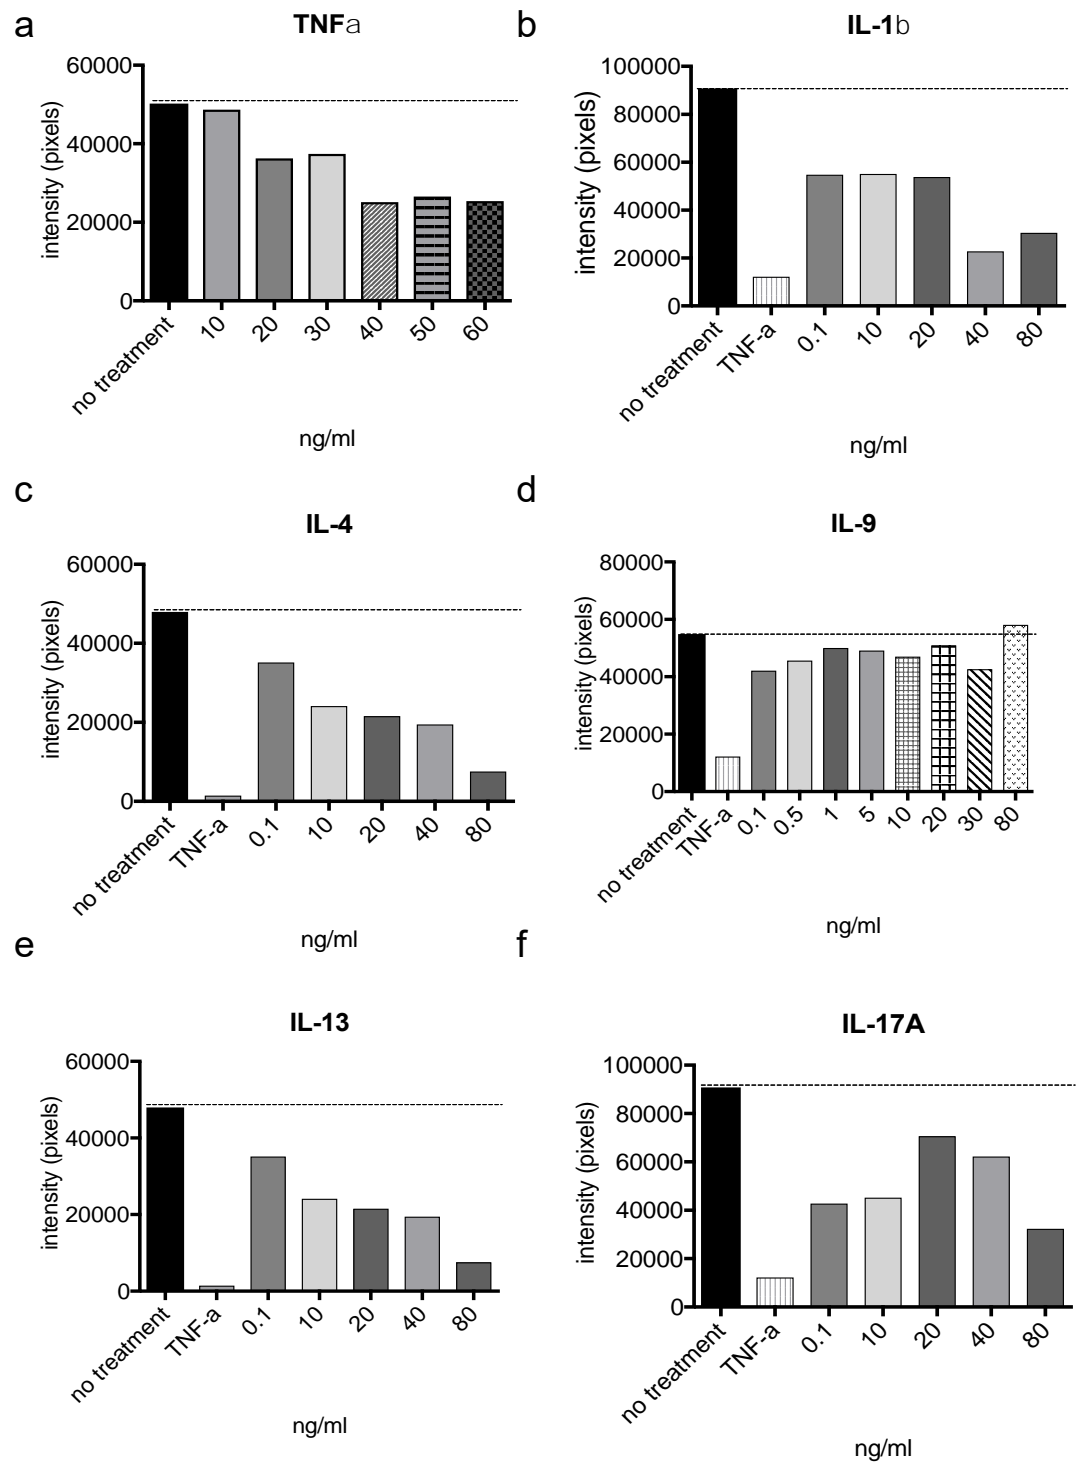 a
TNFa
60000
40000
20000
0
intensity (pixels)
no treatment 10 20 30 40 50 60
ng/ml
b
IL-1b
100000
80000
60000
40000
20000
0
intensity (pixels)
no treatment TNF-a 0.1 10 20 40 80
ng/ml
c
IL-4
60000
40000
20000
0
intensity (pixels)
no treatment TNF-a 0.1 10 20 40 80
ng/ml
d
IL-9
80000
60000
40000
20000
0
intensity (pixels)
no treatment TNF-a 0.1 0.5 1 5 10 20 30 80
ng/ml
e
IL-13
60000
40000
20000
0
intensity (pixels)
no treatment TNF-a 0.1 10 20 40 80
ng/ml
f
IL-17A
100000
80000
60000
40000
20000
0
intensity (pixels)
no treatment TNF-a 0.1 10 20 40 80
ng/ml